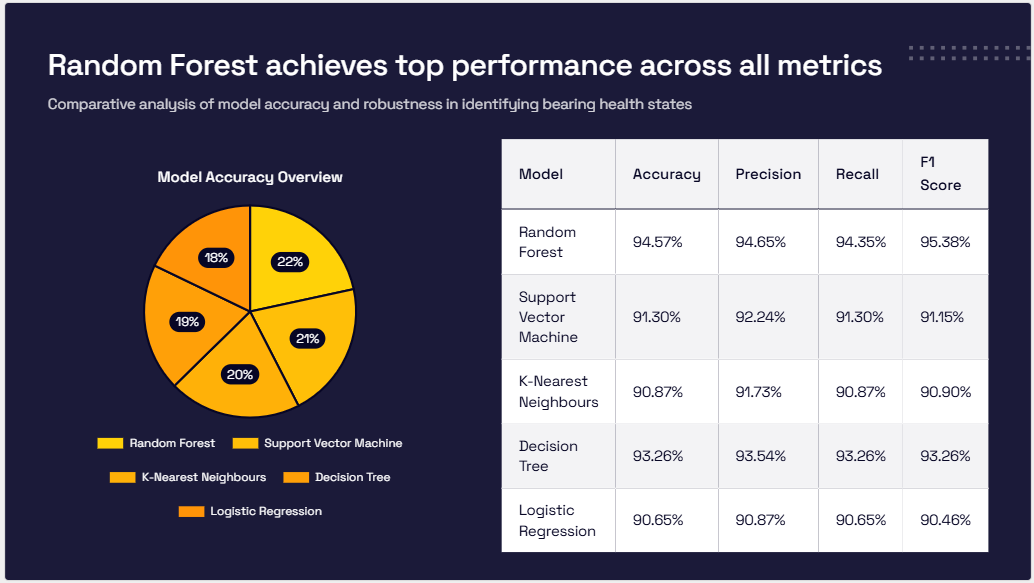 Random Forest achieves top performance across all metrics
Comparative analysis of model accuracy and robustness in identifying bearing health states
Model Accuracy Overview
18%
22%
19%
21%
20%
Random Forest
Support Vector Machine
K-Nearest Neighbours
Decision Tree
Logistic Regression
Model
Accuracy
Precision
Recall
F1
Score
Random
Forest
94.57%
94.65%
94.35%
95.38%
Support
Vector
Machine
91.30%
92.24%
91.30%
91.15%
K-Nearest
Neighbours
90.87%
91.73%
90.87%
90.90%
Decision
Tree
93.26%
93.54%
93.26%
93.26%
Logistic
Regression
90.65%
90.87%
90.65%
90.46%